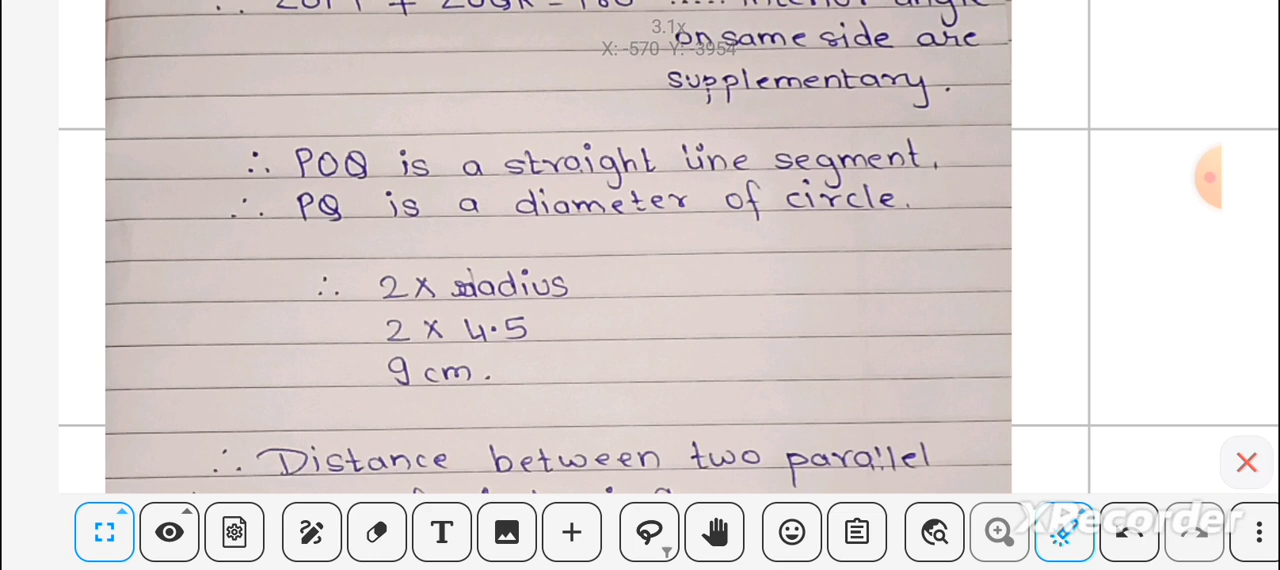 3.1x
on same side are
X: -570 Y: -3954
supplementary.
∴ POQ is a straight line segment.
∴ PQ is a diameter of circle.
∴ 2 x radius
2 x 4.5
9 cm.
∴ Distance between two parallel
T
XRecorder